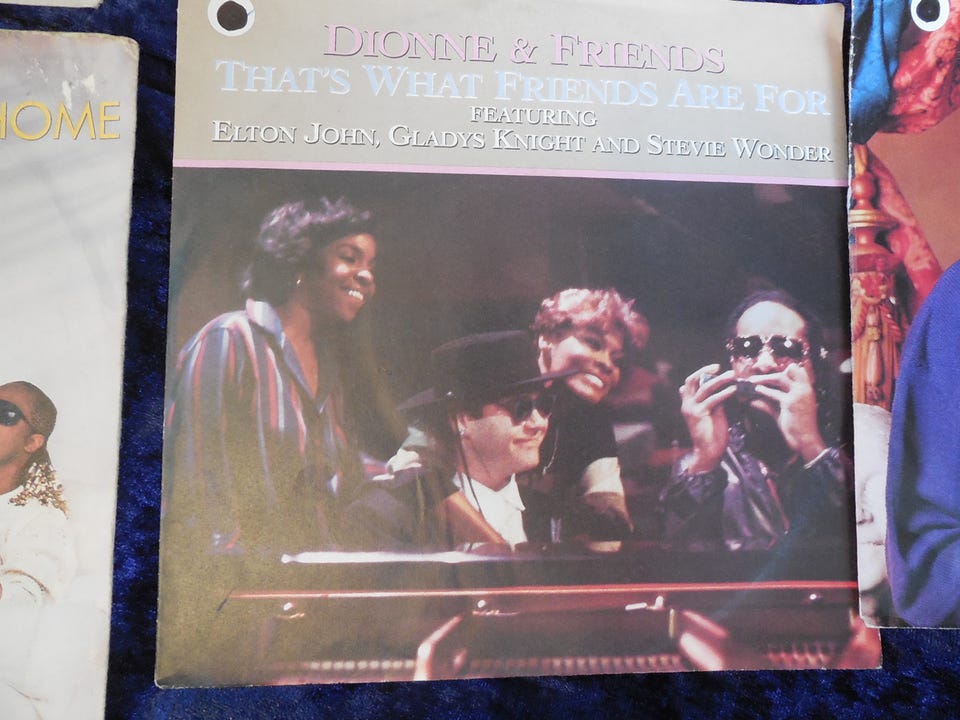 HOME
DIONNE & FRIENDS
THAT'S WHAT FRIENDS ARE FOR
FEATURING
ELTON JOHN, GLADYS KNIGHT AND STEVIE WONDER